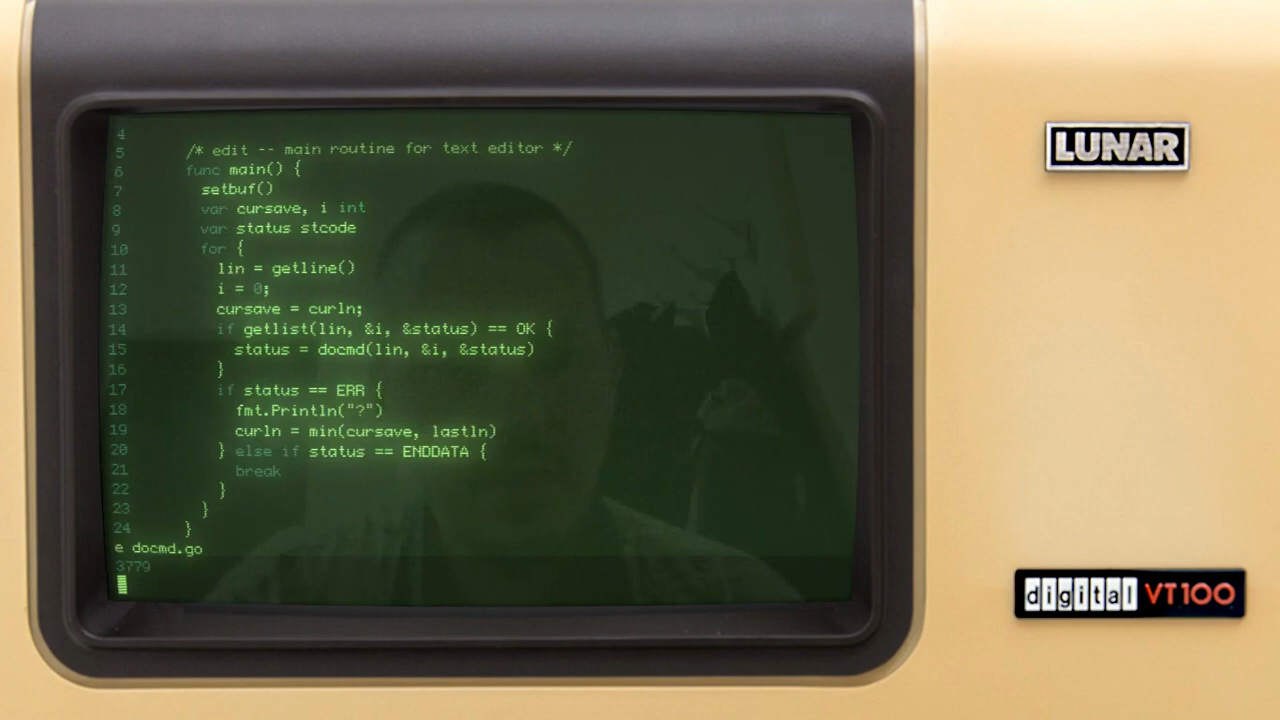 4
5 /* edit -- main routine for text editor */
6 func main() {
7 setbuf()
8 var cursave, i int
9 var status stcode
10 for {
11 lin = getline()
12 i = 0;
13 cursave = curln;
14 if getlist(lin, &i, &status) == OK {
15 status = docmd(lin, &i, &status)
16 }
17 if status == ERR {
18 fmt.Println("?")
19 curln = min(cursave, lastln)
20 } else if status == ENDDATA {
21 break
22 }
23 }
24 }
e docmd.go
3779
LUNAR
digital VT100